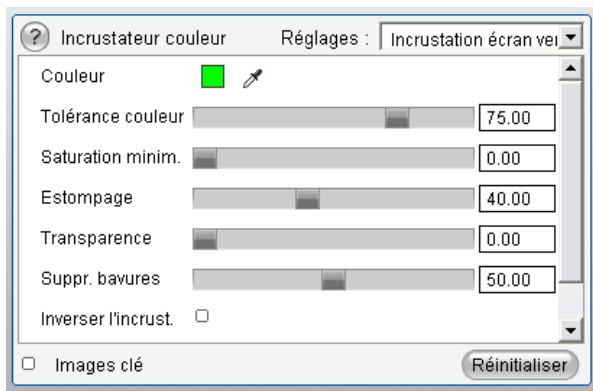 ? Incrustateur couleur Réglages : Incrustation écran ver
Couleur
Tolérance couleur 75.00
Saturation minim. 0.00
Estompage 40.00
Transparence 0.00
Suppr. bavures 50.00
Inverser l'incrust.
Images clé Réinitialiser